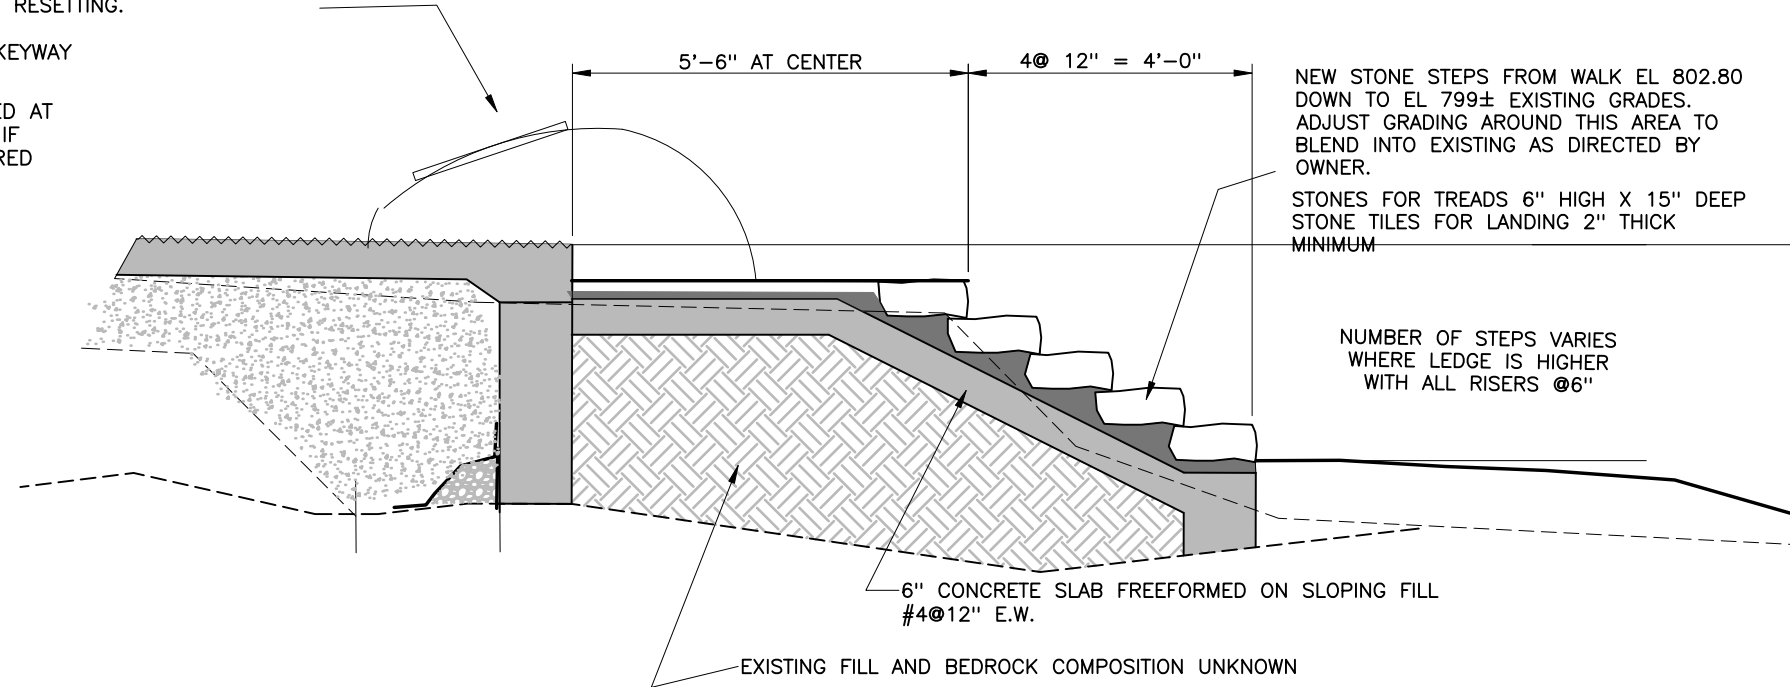 RESETTING.
KEYWAY
ED AT
IF
RED
5'-6" AT CENTER
4@ 12" = 4'-0"
NEW STONE STEPS FROM WALK EL 802.80
DOWN TO EL 799± EXISTING GRADES.
ADJUST GRADING AROUND THIS AREA TO
BLEND INTO EXISTING AS DIRECTED BY
OWNER.
STONES FOR TREADS 6" HIGH X 15" DEEP
STONE TILES FOR LANDING 2" THICK
MINIMUM
NUMBER OF STEPS VARIES
WHERE LEDGE IS HIGHER
WITH ALL RISERS @6"
6" CONCRETE SLAB FREEFORMED ON SLOPING FILL
#4@12" E.W.
EXISTING FILL AND BEDROCK COMPOSITION UNKNOWN